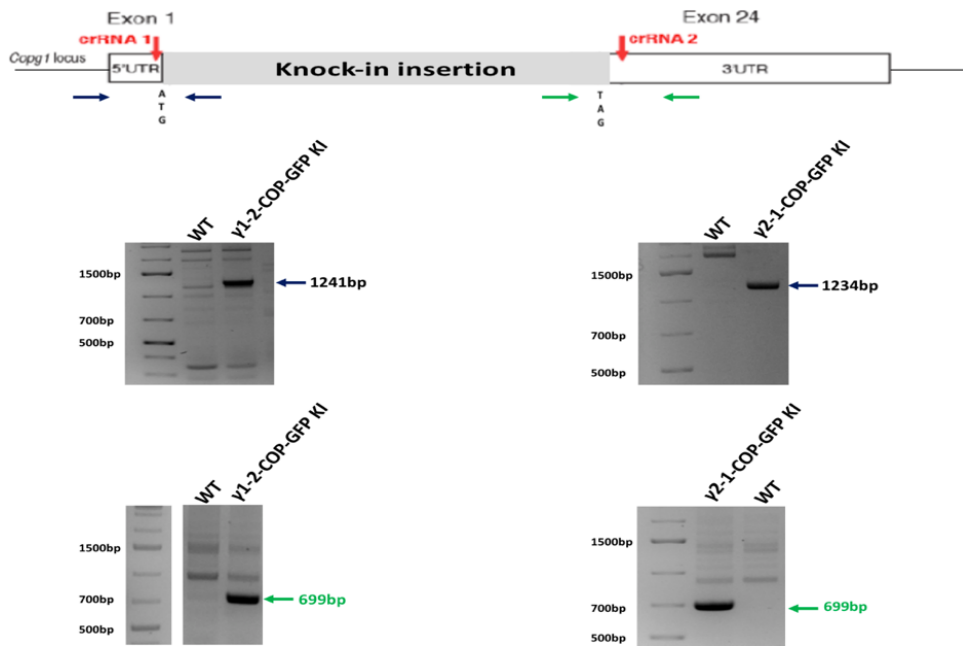 Exon 1
Exon 24
crRNA 1
crRNA 2
Copg1 locus
5'UTR
Knock-in insertion
3'UTR
A
T
G
T
A
G
WT
γ1-2-COP-GFP KI
1500bp
700bp
500bp
1241bp
WT
γ2-1-COP-GFP KI
1500bp
700bp
500bp
1234bp
WT
γ1-2-COP-GFP KI
1500bp
700bp
500bp
699bp
γ2-1-COP-GFP KI
WT
1500bp
700bp
500bp
699bp